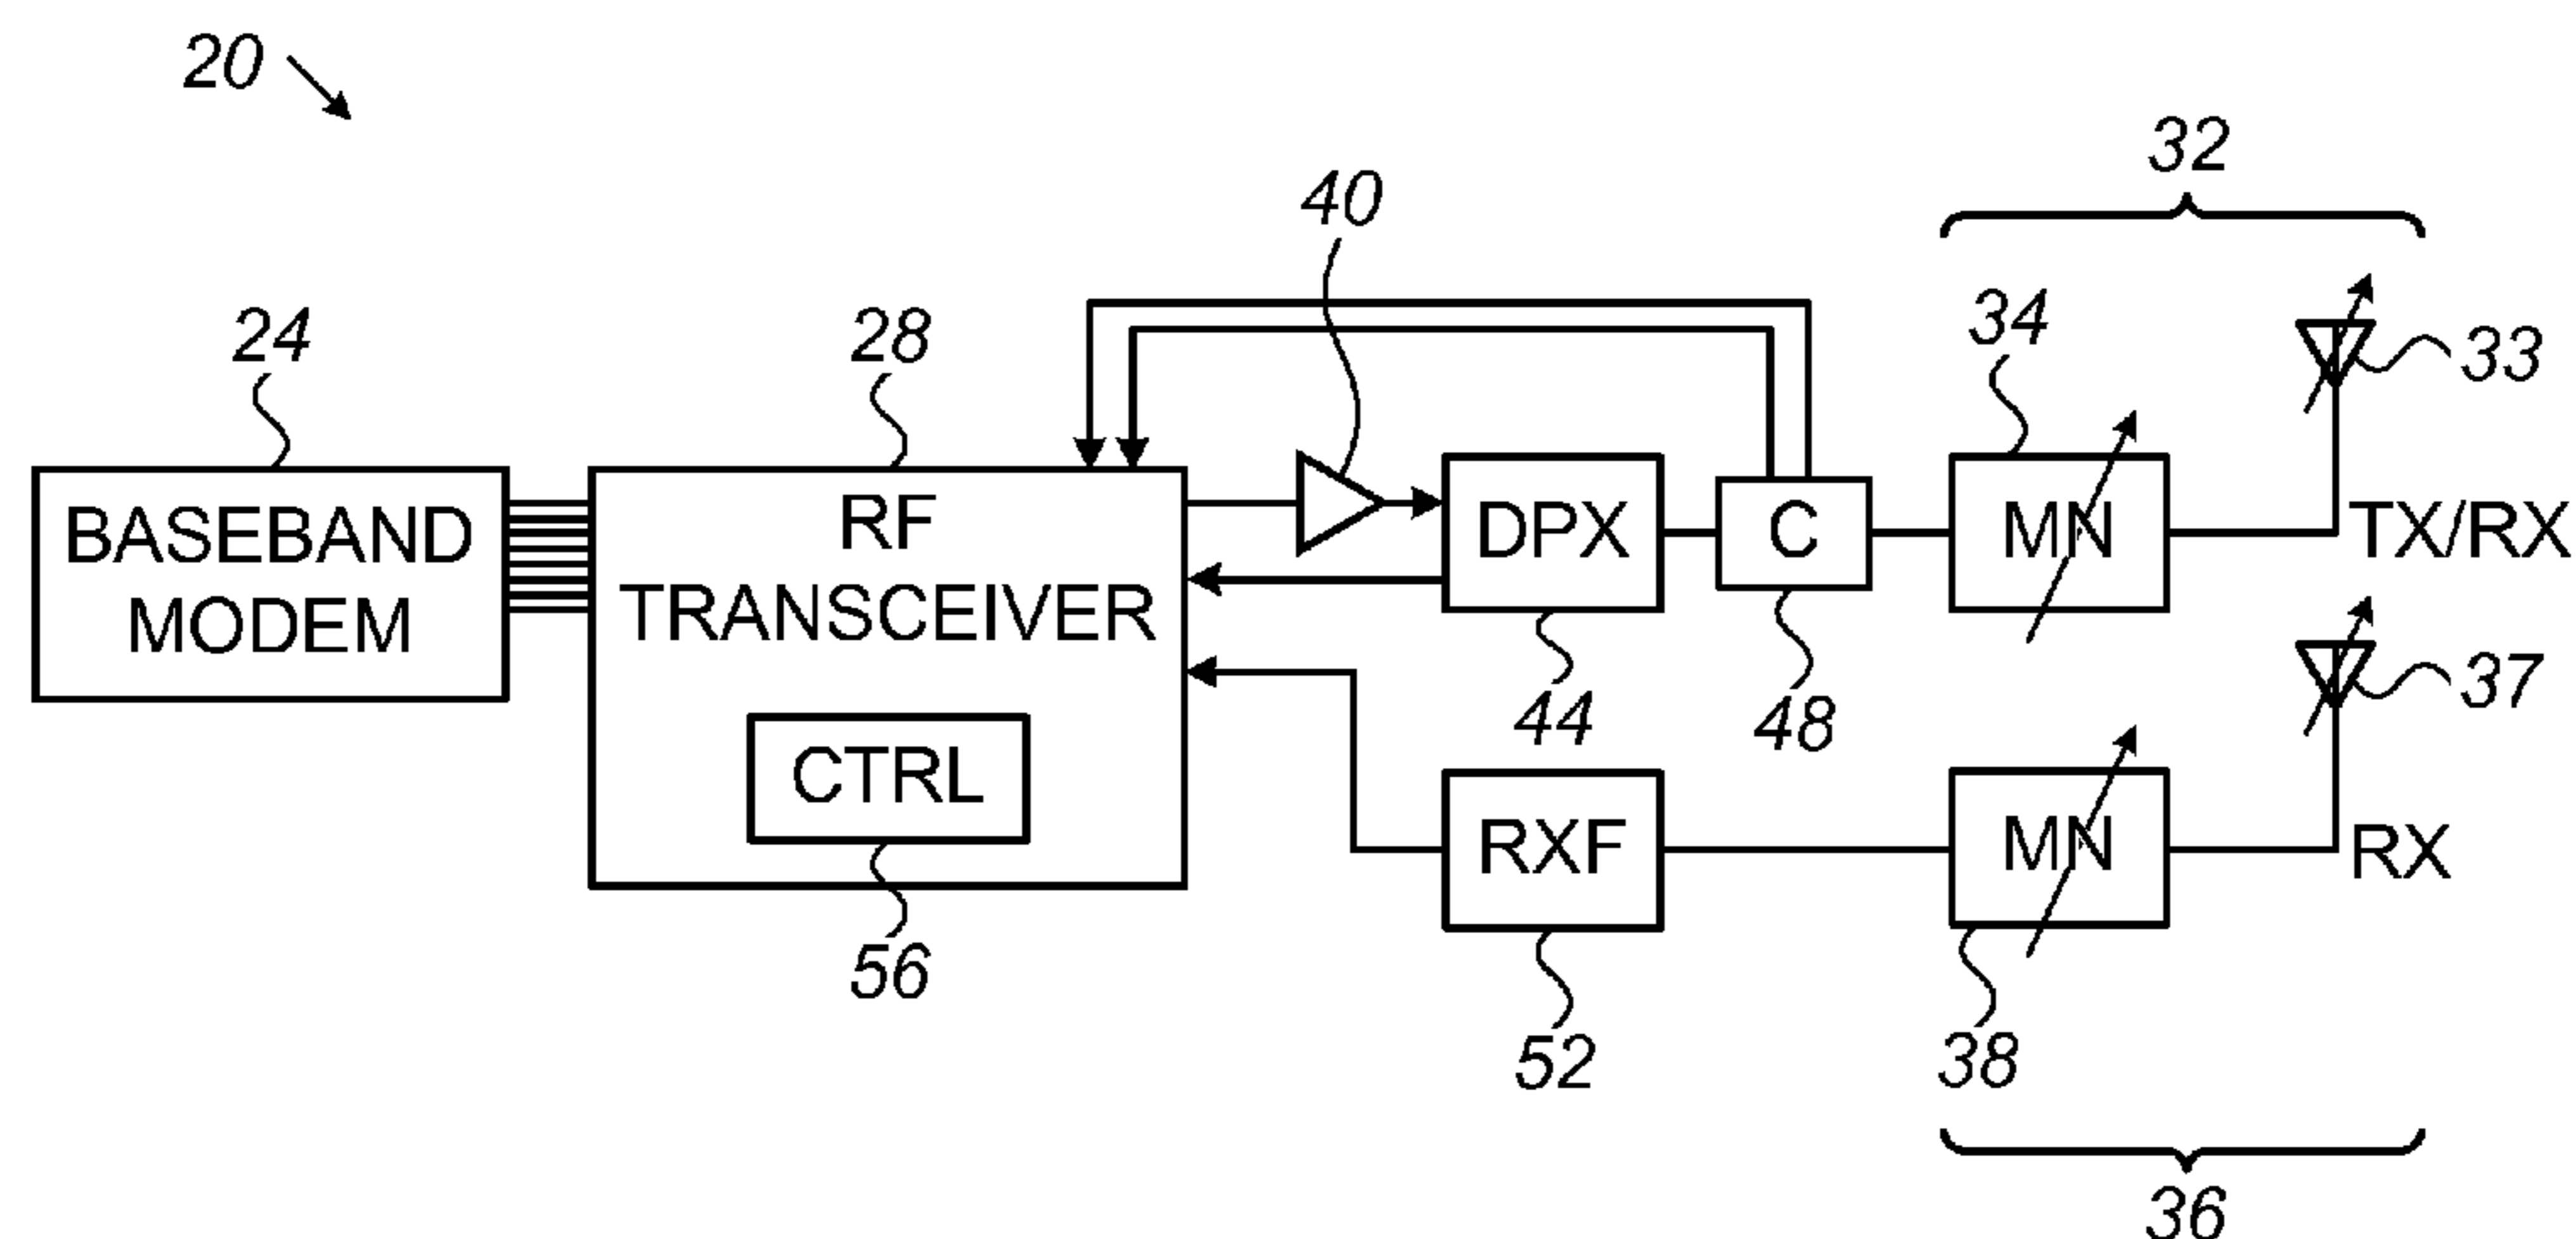 20
32
40
34
24
28
33
BASEBAND
MODEM
RF
TRANSCEIVER
DPX
C
MN
TX/RX
37
44
48
CTRL
RXF
MN
RX
56
52
38
36